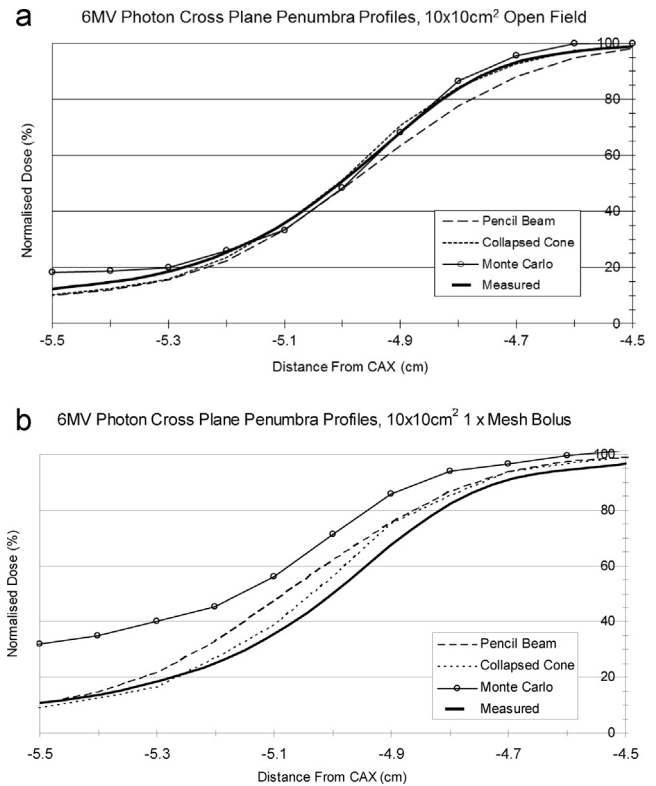 a
6MV Photon Cross Plane Penumbra Profiles, 10x10cm² Open Field
Normalised Dose (%)
100
80
60
40
20
0
Pencil Beam
Collapsed Cone
Monte Carlo
Measured
-5.5 -5.3 -5.1 -4.9 -4.7 -4.5
Distance From CAX (cm)
b
6MV Photon Cross Plane Penumbra Profiles, 10x10cm² 1 x Mesh Bolus
Normalised Dose (%)
100
80
60
40
20
0
Pencil Beam
Collapsed Cone
Monte Carlo
Measured
-5.5 -5.3 -5.1 -4.9 -4.7 -4.5
Distance From CAX (cm)